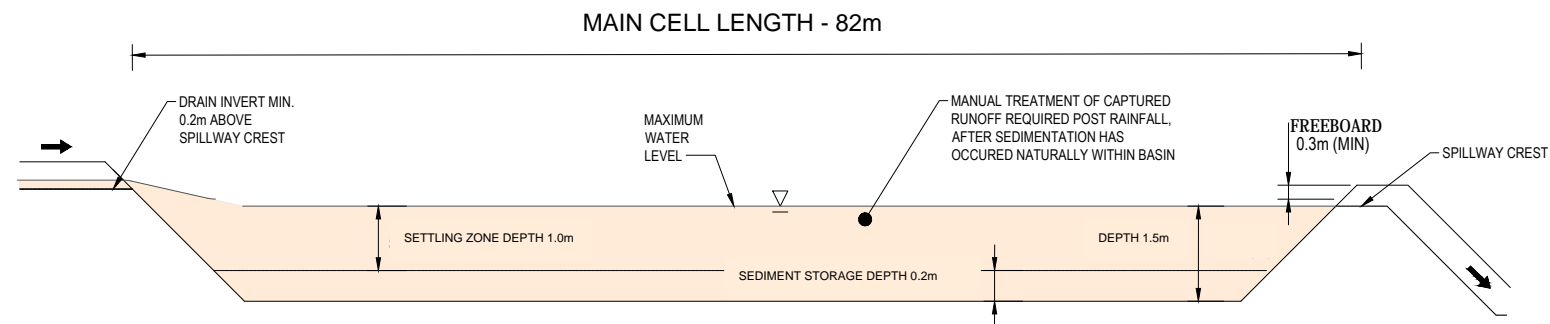 MAIN CELL LENGTH - 82m
DRAIN INVERT MIN.
0.2m ABOVE
SPILLWAY CREST
MAXIMUM
WATER
LEVEL
MANUAL TREATMENT OF CAPTURED
RUNOFF REQUIRED POST RAINFALL,
AFTER SEDIMENTATION HAS
OCCURED NATURALLY WITHIN BASIN
FREEBOARD
0.3m (MIN)
SPILLWAY CREST
SETTLING ZONE DEPTH 1.0m
DEPTH 1.5m
SEDIMENT STORAGE DEPTH 0.2m